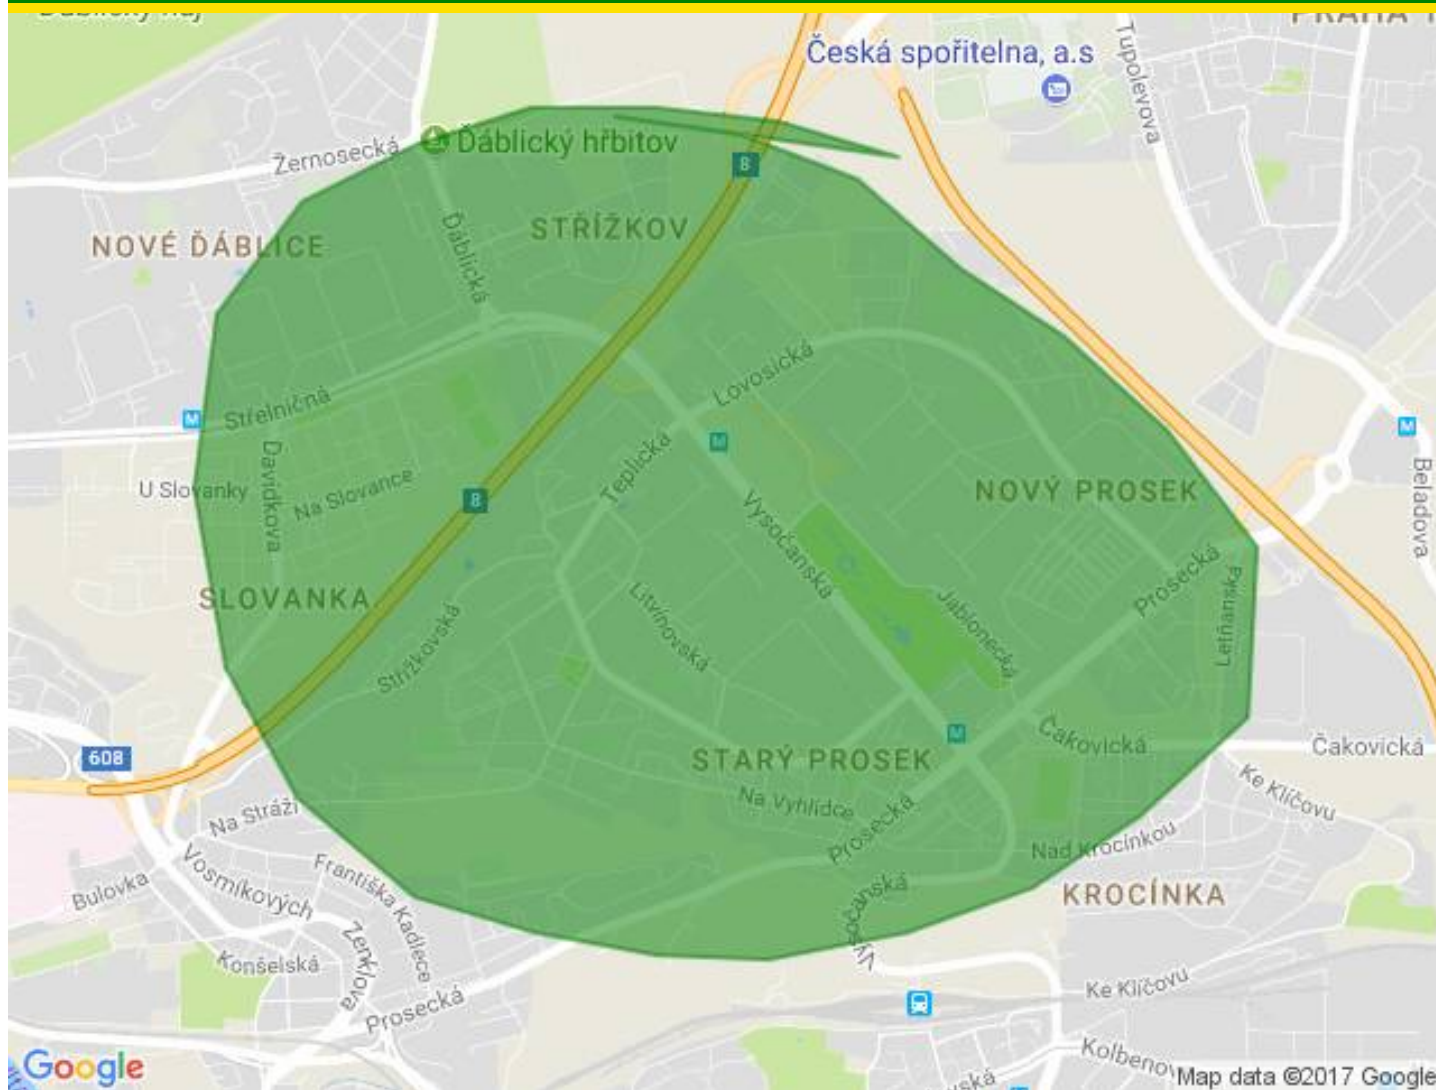 Česká spořitelna, a.s
Tupolevova
Ďáblický hřbitov
Žernosecká
8
STŘÍŽKOV
NOVÉ ĎÁBLICE
Ďáblická
Lovosická
Střelničná
M
M
M
Teplická
Davídkova
Na Slovance
U Slovanky
8
NOVÝ PROSEK
Beladova
Vysočanská
Prosecká
SLOVANKA
Střížkovská
Litvínovská
Jablonecká
Letňanská
M
Čakovická
Čakovická
608
STARÝ PROSEK
Ke Klíčovu
Na Vyhlídce
Na Stráži
Prosecká
Nad Krocínkou
Františka Kadlece
Vosmíkových
Bulovka
Vysočanská
KROCÍNKA
Zenklova
Konšelská
Prosecká
Ke Klíčovu
Google
Map data ©2017 Google